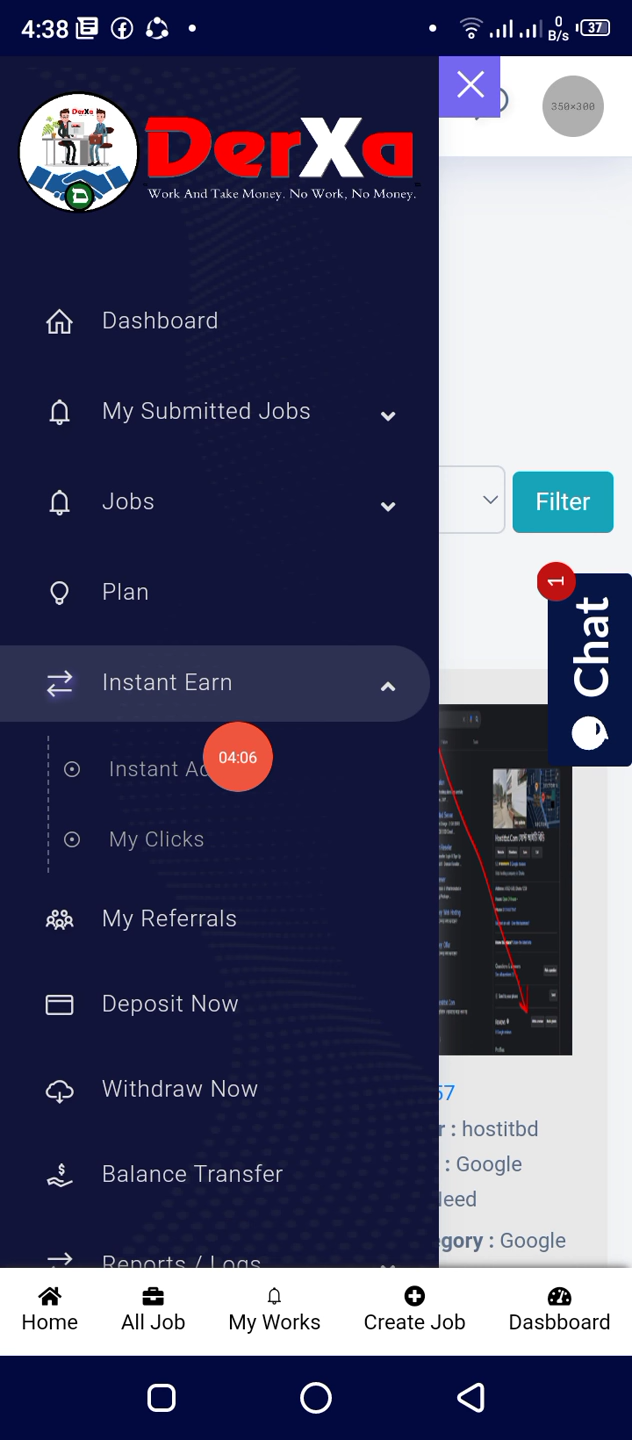 4:38
0
B/s
37
DerXa
DerXa
Work And Take Money. No Work, No Money.
350×300
Dashboard
My Submitted Jobs
Jobs
Filter
Plan
1
Chat
Instant Earn
04:06
Instant
My Clicks
My Referrals
Deposit Now
57
Withdraw Now
r : hostitbd
: Google
Balance Transfer
gory : Google
Reports / Logs
Home
All Job
My Works
Create Job
Dasbboard